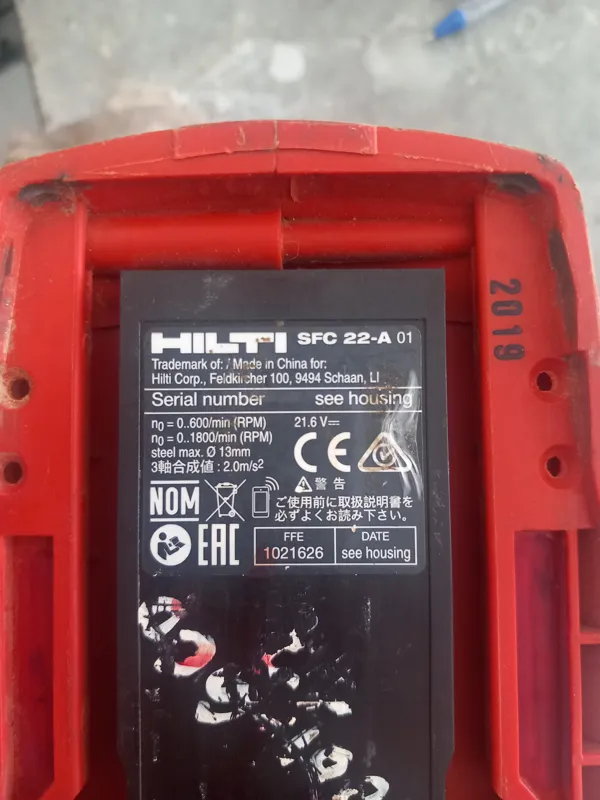 HILTI SFC 22-A 01
Trademark of: / Made in China for:
Hilti Corp., Feldkircher 100, 9494 Schaan, LI
Serial number see housing
n0 = 0..600/min (RPM) 21.6 V⎓
n0 = 0..1800/min (RPM)
steel max. Ø 13mm
3軸合成値 : 2.0m/s²
CE
警告
ご使用前に取扱説明書を
必ずよくお読み下さい。
NOM
EAC
FFE
1021626
DATE
see housing
2019